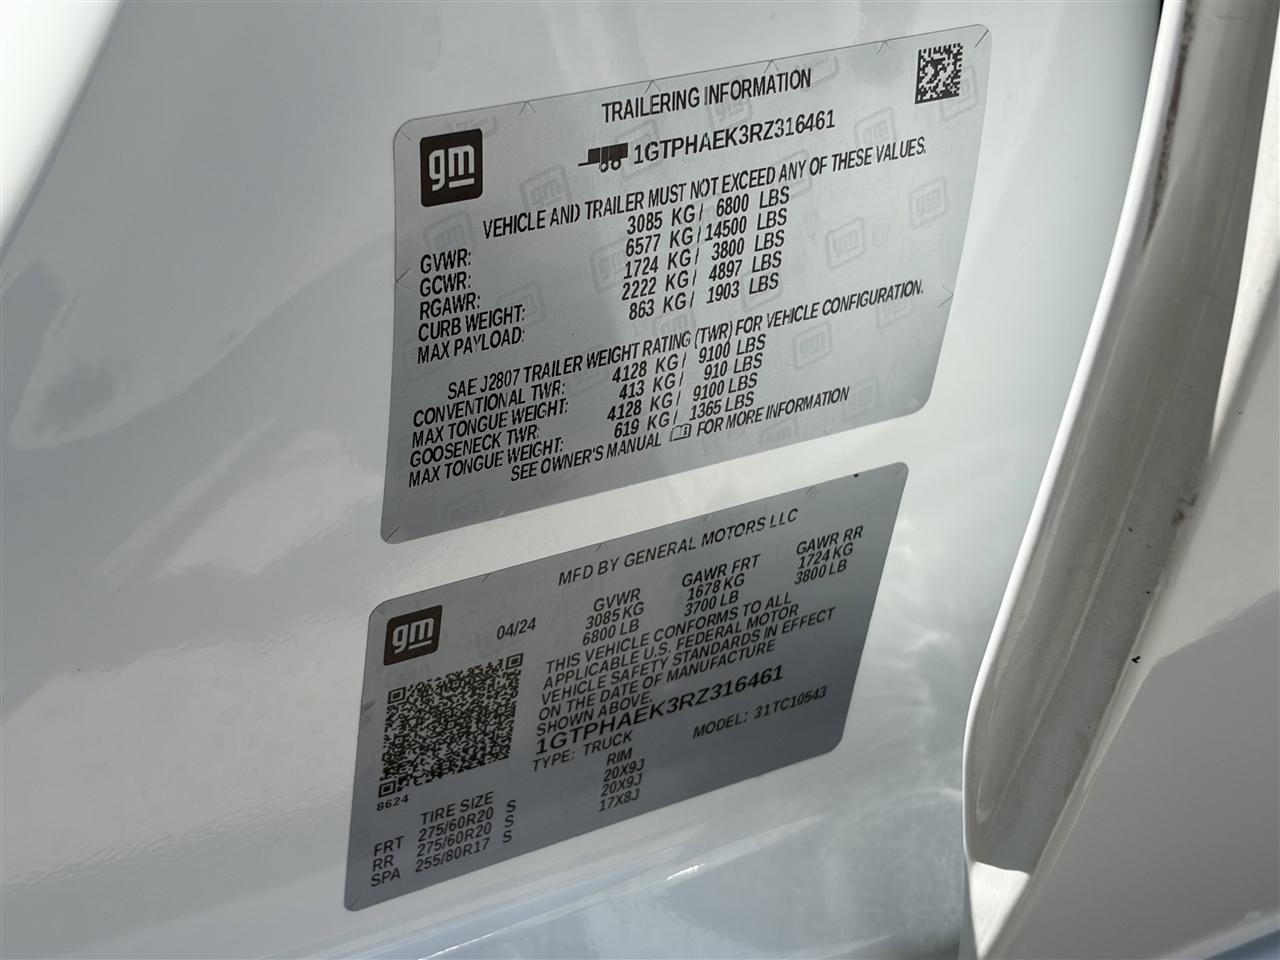 TRAILERING INFORMATION
gm
1GTPHAEK3RZ316461
VEHICLE AND TRAILER MUST NOT EXCEED ANY OF THESE VALUES.
GVWR: 3085 KG/ 6800 LBS
GCWR: 6577 KG/ 14500 LBS
RGAWR: 1724 KG/ 3800 LBS
CURB WEIGHT: 2222 KG/ 4897 LBS
MAX PAYLOAD: 863 KG/ 1903 LBS
SAE J2807 TRAILER WEIGHT RATING (TWR) FOR VEHICLE CONFIGURATION.
CONVENTIONAL TWR: 4128 KG/ 9100 LBS
MAX TONGUE WEIGHT: 413 KG/ 910 LBS
GOOSENECK TWR: 4128 KG/ 9100 LBS
MAX TONGUE WEIGHT: 619 KG/ 1365 LBS
SEE OWNER'S MANUAL FOR MORE INFORMATION
MFD BY GENERAL MOTORS LLC
gm
04/24
GVWR GAWR FRT GAWR RR
3085KG 1678 KG 1724 KG
6800 LB 3700 LB 3800 LB
THIS VEHICLE CONFORMS TO ALL
APPLICABLE U.S. FEDERAL MOTOR
VEHICLE SAFETY STANDARDS IN EFFECT
ON THE DATE OF MANUFACTURE
SHOWN ABOVE.
1GTPHAEK3RZ316461
TYPE: TRUCK MODEL: 31TC10543
8624
TIRE SIZE RIM
FRT 275/60R20 S 20X9J
RR 275/60R20 S 20X9J
SPA 255/80R17 S 17X8J